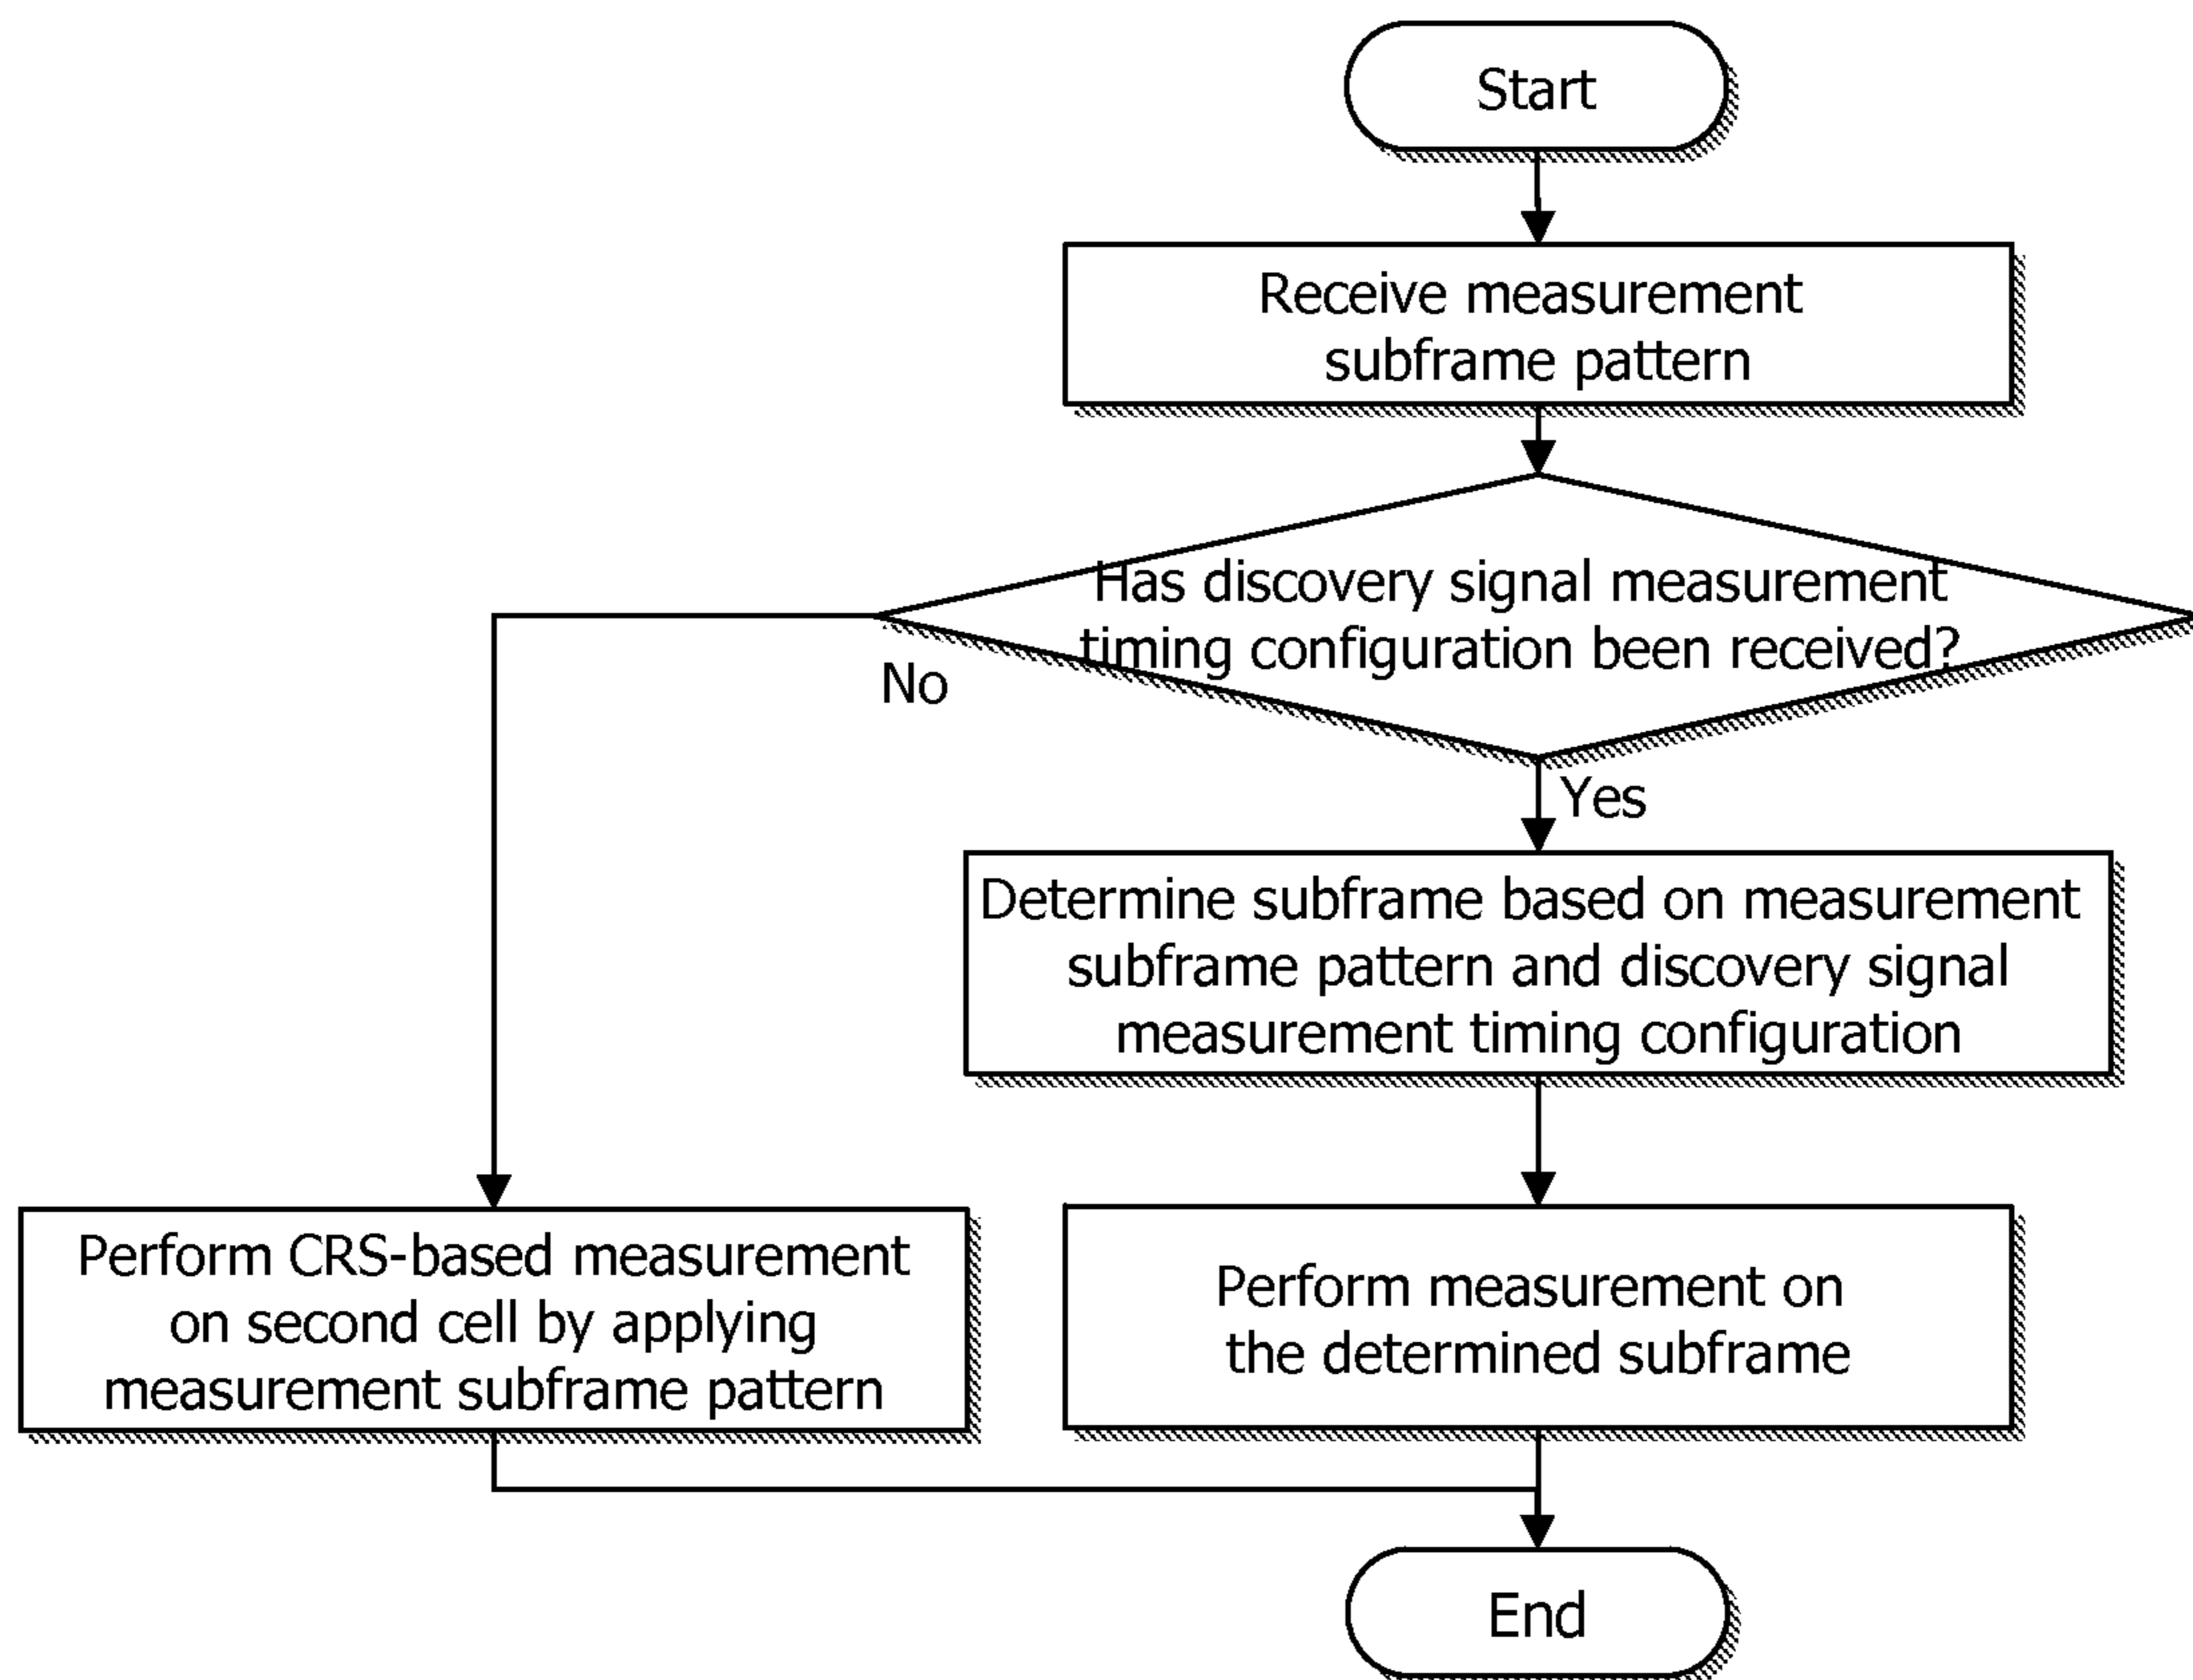 Start
Receive measurement
subframe pattern
Has discovery signal measurement
timing configuration been received?
No
Yes
Determine subframe based on measurement
subframe pattern and discovery signal
measurement timing configuration
Perform CRS-based measurement
on second cell by applying
measurement subframe pattern
Perform measurement on
the determined subframe
End